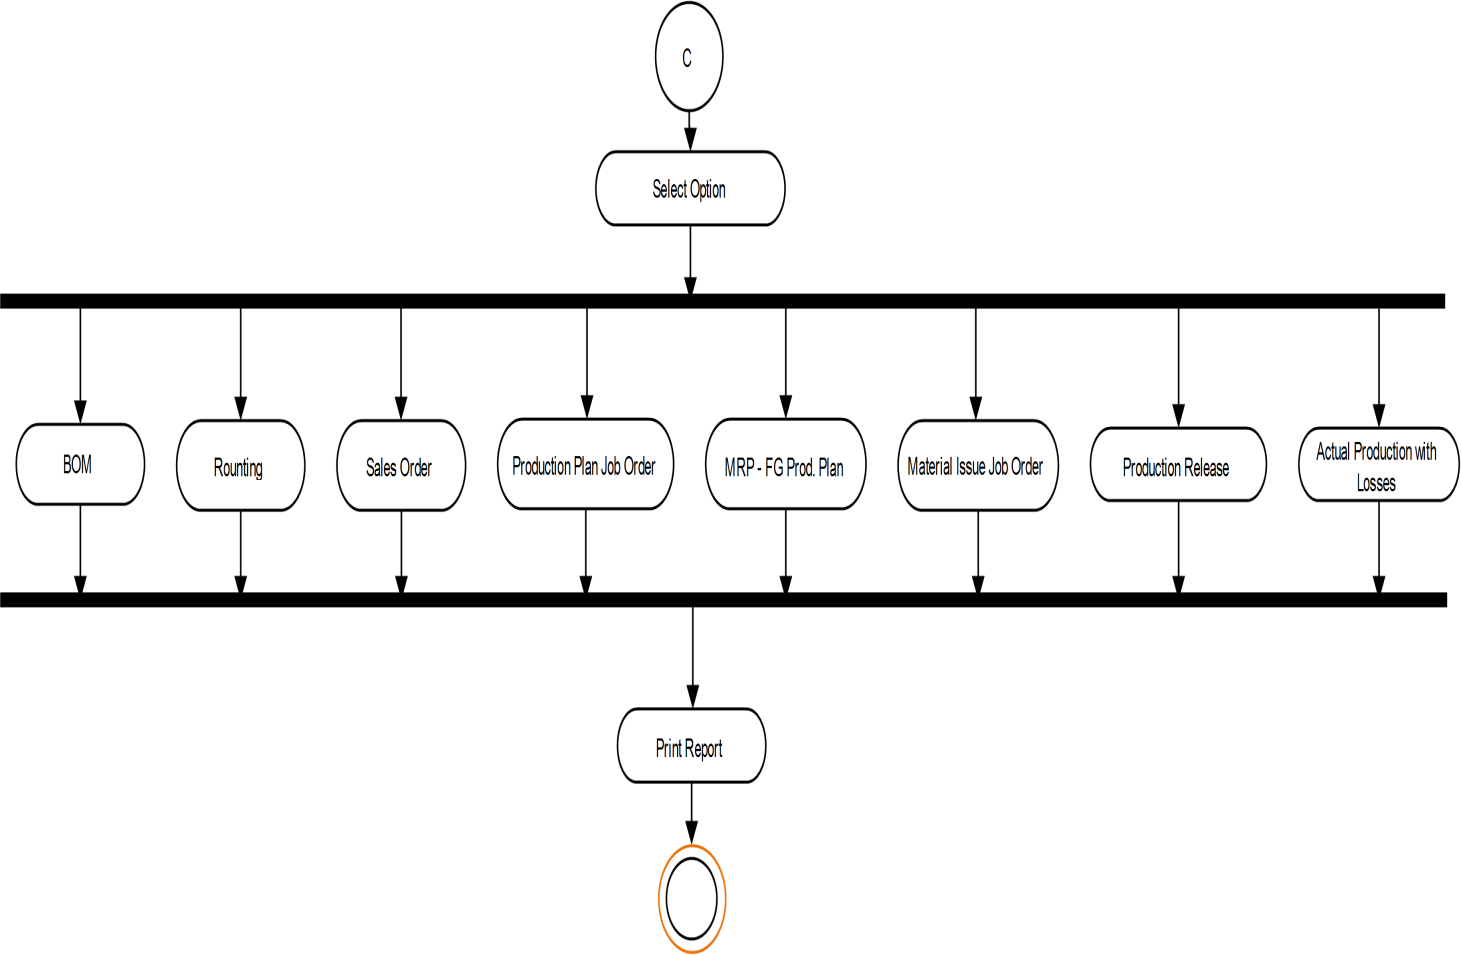 C
Select Option
BOM
Rounting
Sales Order
Production Plan Job Order
MRP - FG Prod. Plan
Material Issue Job Order
Production Release
Actual Production with
Losses
Print Report